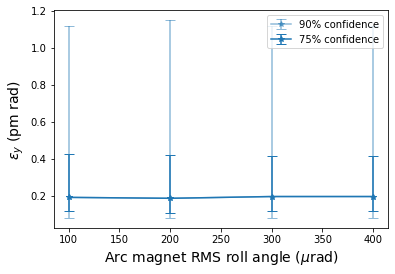 1.2
1.0
0.8
0.6
0.4
0.2
εy (pm rad)
90% confidence
75% confidence
100 150 200 250 300 350 400
Arc magnet RMS roll angle (μrad)